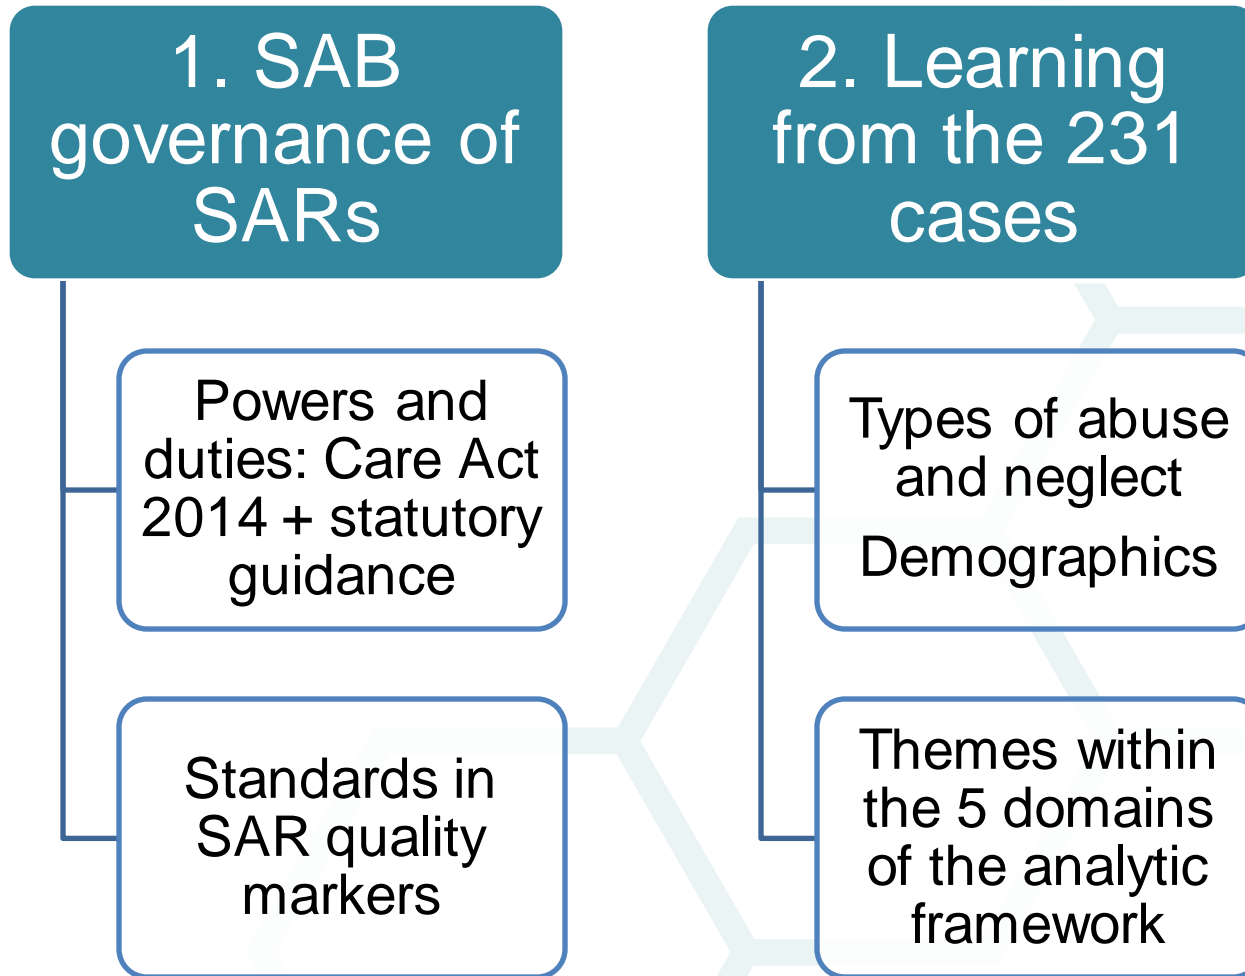 1. SAB
governance of
SARs
Powers and
duties: Care Act
2014 + statutory
guidance
Standards in
SAR quality
markers
2. Learning
from the 231
cases
Types of abuse
and neglect
Demographics
Themes within
the 5 domains
of the analytic
framework